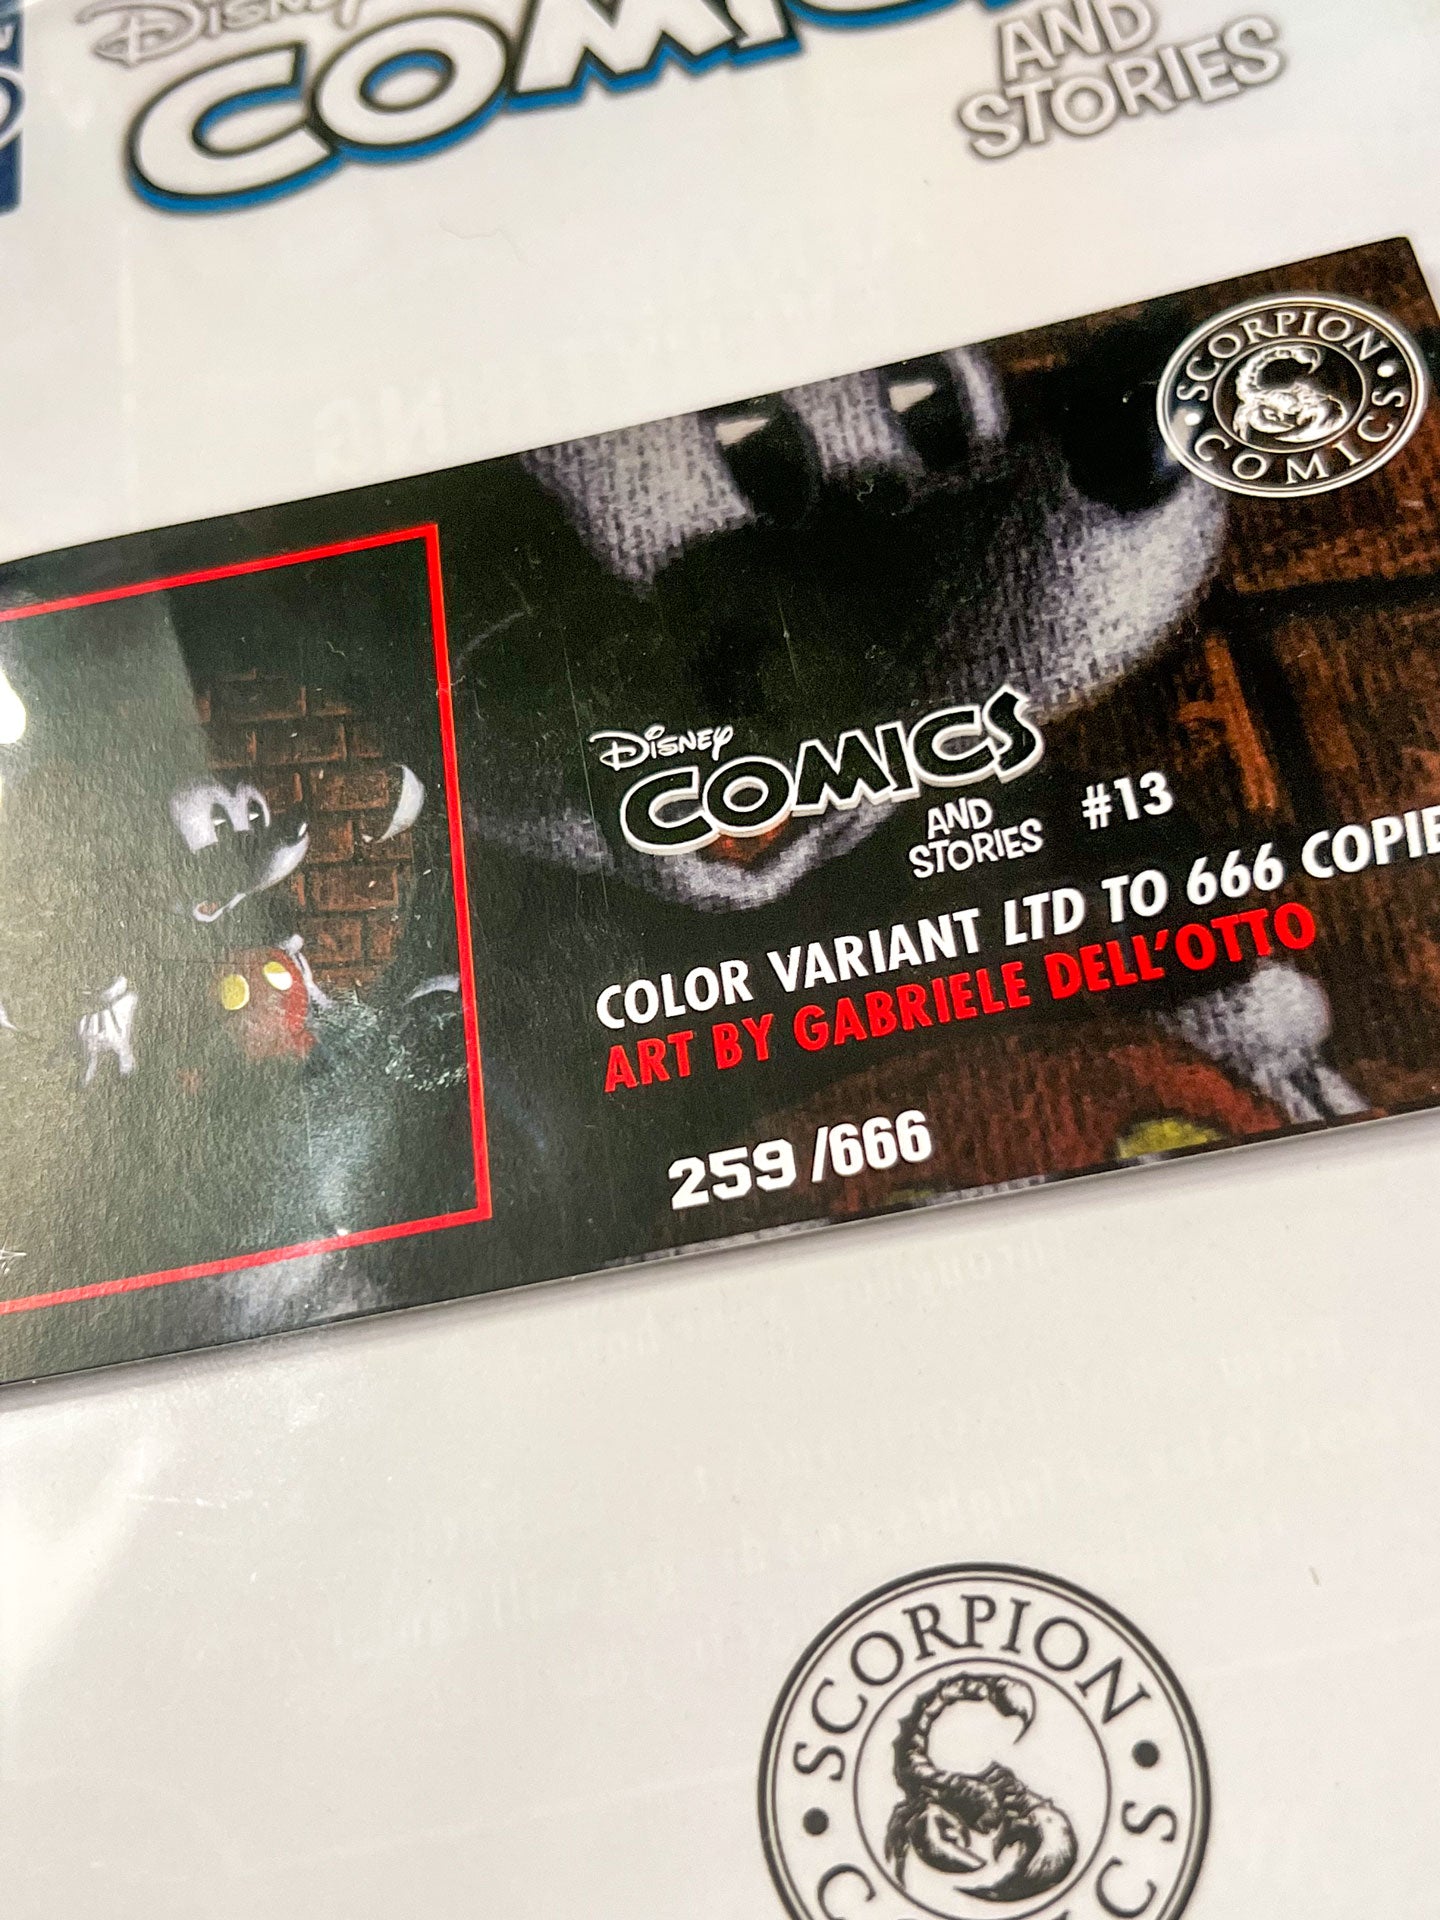 Disney
COMICS
AND
STORIES
SCORPION
COMICS
Disney
COMICS
AND
STORIES
#13
COLOR VARIANT LTD TO 666 COPIE
ART BY GABRIELE DELL'OTTO
259 /666
SCORPION